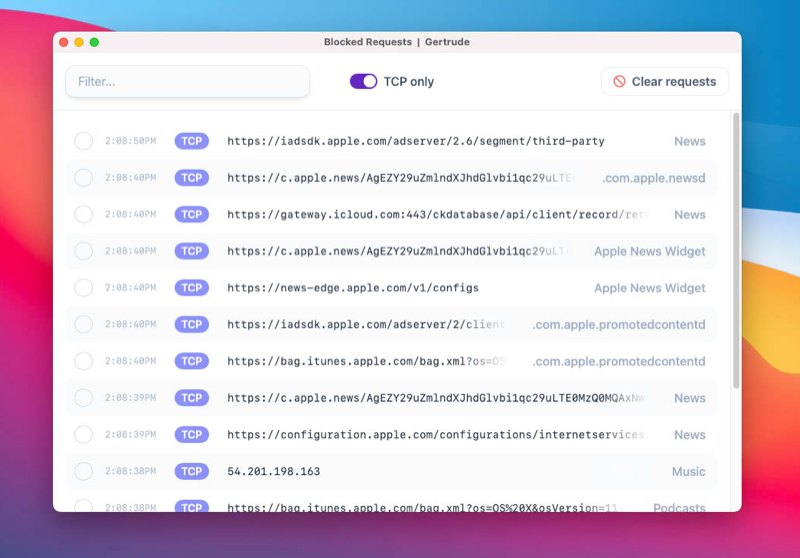 Blocked Requests | Gertrude
Filter... TCP only Clear requests
2:08:50PM TCP https://iadsdk.apple.com/adserver/2.6/segment/third-party News
2:08:40PM TCP https://c.apple.news/AgEZY29uZmlndXJhdGlvbi1qc29uLTE .com.apple.newsd
2:08:40PM TCP https://gateway.icloud.com:443/ckdatabase/api/client/record/ret News
2:08:40PM TCP https://c.apple.news/AgEZY29uZmlndXJhdGlvbi1qc29uLT Apple News Widget
2:08:40PM TCP https://news-edge.apple.com/v1/configs Apple News Widget
2:08:40PM TCP https://iadsdk.apple.com/adserver/2/client .com.apple.promotedcontentd
2:08:40PM TCP https://bag.itunes.apple.com/bag.xml?os=OS .com.apple.promotedcontentd
2:08:39PM TCP https://c.apple.news/AgEZY29uZmlndXJhdGlvbi1qc29uLTE0MzQ0MQAxNw News
2:08:39PM TCP https://configuration.apple.com/configurations/internetservices. News
2:08:38PM TCP 54.201.198.163 Music
2:08:38PM TCP https://bag.itunes.apple.com/bag.xml?os=OS%20X&osVersion=11. Podcasts